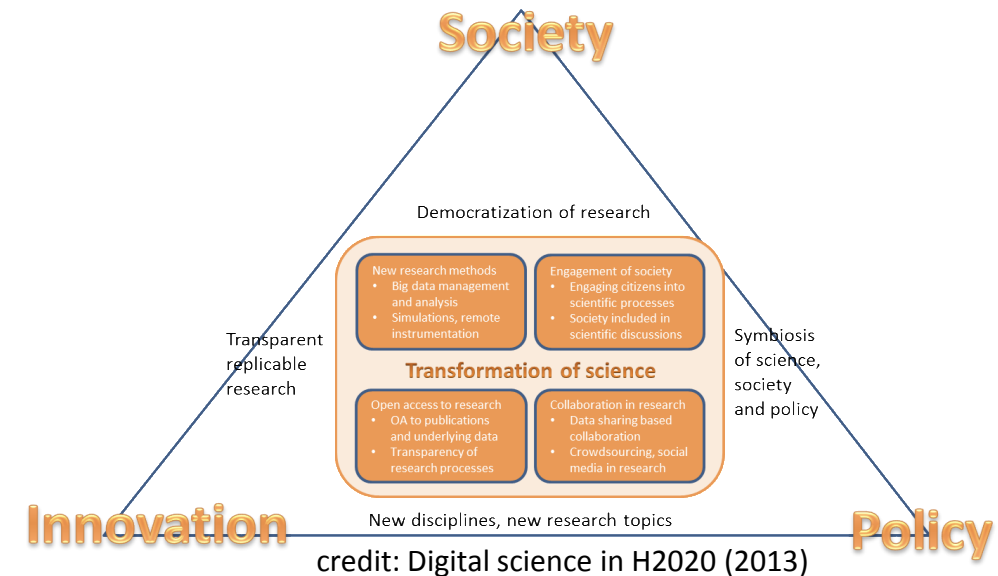 Society
Democratization of research
New research methods
• Big data management
and analysis
• Simulations, remote
instrumentation
Engagement of society
• Engaging citizens into
scientific processes
• Society included in
scientific discussions
Transparent
replicable
research
Transformation of science
Symbiosis
of science,
society
and policy
Open access to research
• OA to publications
and underlying data
• Transparency of
research processes
Collaboration in research
• Data sharing based
collaboration
• Crowdsourcing, social
media in research
Innovation
New disciplines, new research topics
Policy
credit: Digital science in H2020 (2013)